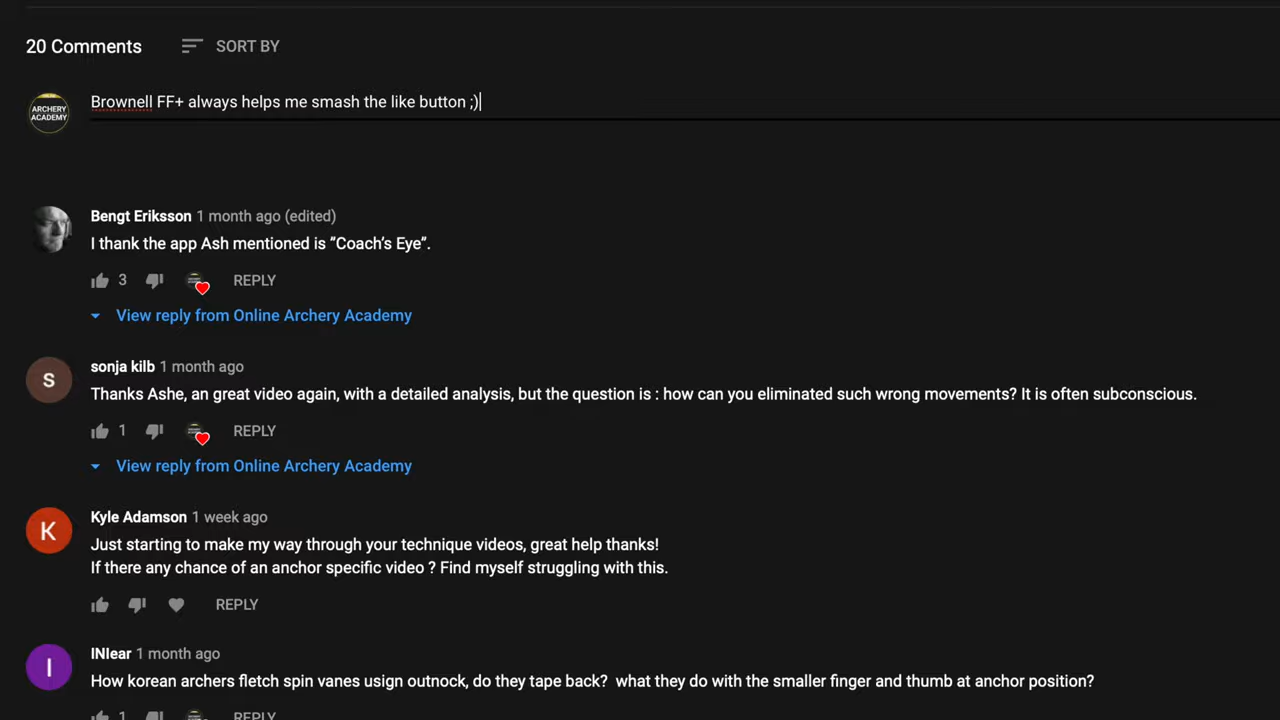 20 Comments
SORT BY
ARCHERY
ACADEMY
Brownell FF+ always helps me smash the like button ;)
Bengt Eriksson 1 month ago (edited)
I thank the app Ash mentioned is ”Coach’s Eye”.
3
REPLY
View reply from Online Archery Academy
S
sonja kilb 1 month ago
Thanks Ashe, an great video again, with a detailed analysis, but the question is : how can you eliminated such wrong movements? It is often subconscious.
1
REPLY
View reply from Online Archery Academy
K
Kyle Adamson 1 week ago
Just starting to make my way through your technique videos, great help thanks!
If there any chance of an anchor specific video ? Find myself struggling with this.
REPLY
I
INIear 1 month ago
How korean archers fletch spin vanes usign outnock, do they tape back?  what they do with the smaller finger and thumb at anchor position?
1
REPLY